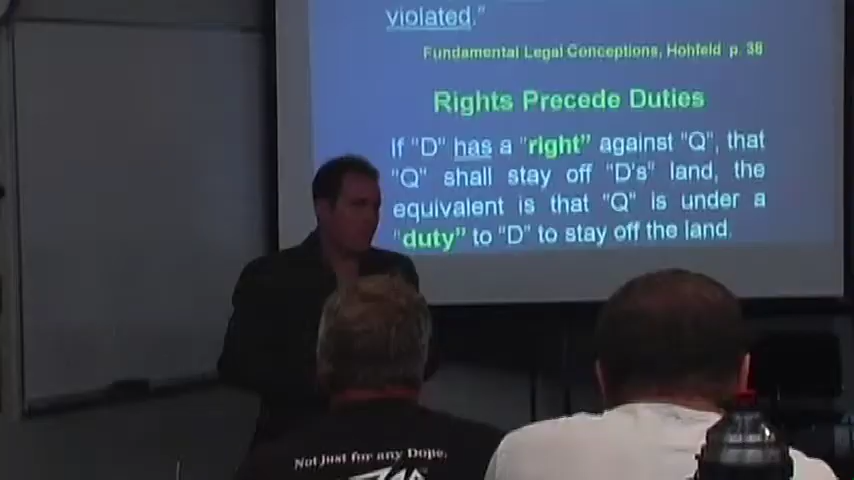 violated."
Fundamental Legal Conceptions, Hohfeld p. 38
Rights Precede Duties
If "D" has a "right" against "Q", that
"Q" shall stay off "D's" land, the
equivalent is that "Q" is under a
"duty" to "D" to stay off the land.
Not just for any Dope.